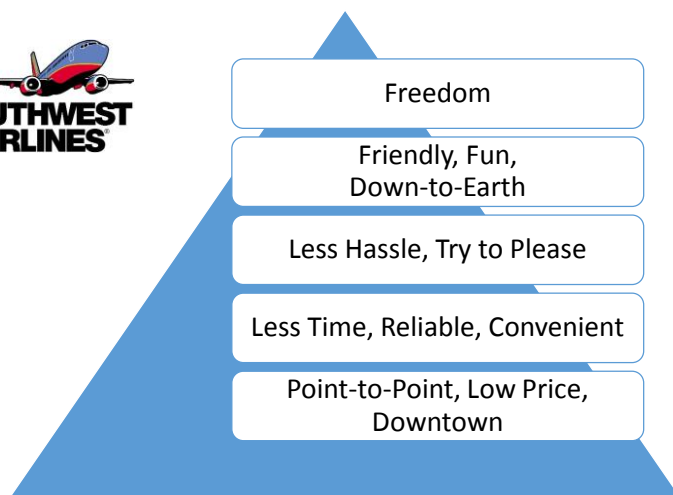 UTHWEST
RLINES
Freedom
Friendly, Fun,
Down-to-Earth
Less Hassle, Try to Please
Less Time, Reliable, Convenient
Point-to-Point, Low Price,
Downtown